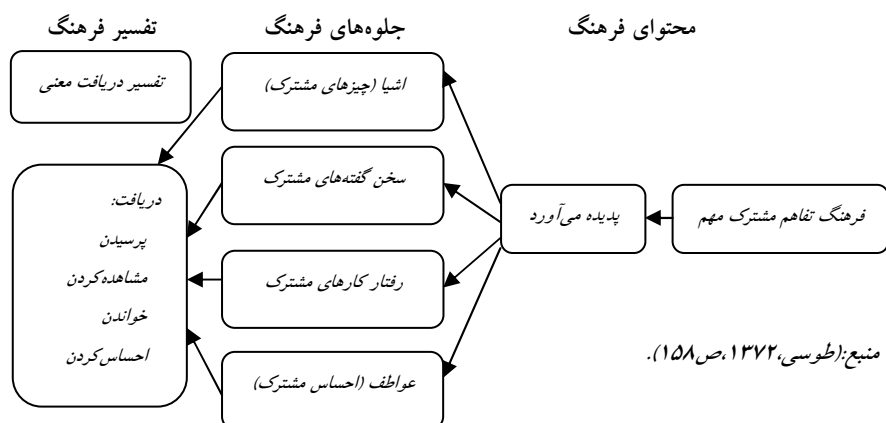 محتوای فرهنگ
جلوه‌های فرهنگ
تفسیر فرهنگ
فرهنگ تفاهم مشترک مهم
پدیده می‌آورد
اشیا (چیزهای مشترک)
سخن گفته‌های مشترک
رفتار کارهای مشترک
عواطف (احساس مشترک)
تفسیر دریافت معنی
دریافت:
پرسیدن
مشاهده‌کردن
خواندن
احساس‌کردن
منبع:(طوسی،۱۳۷۲،ص۱۵۸).